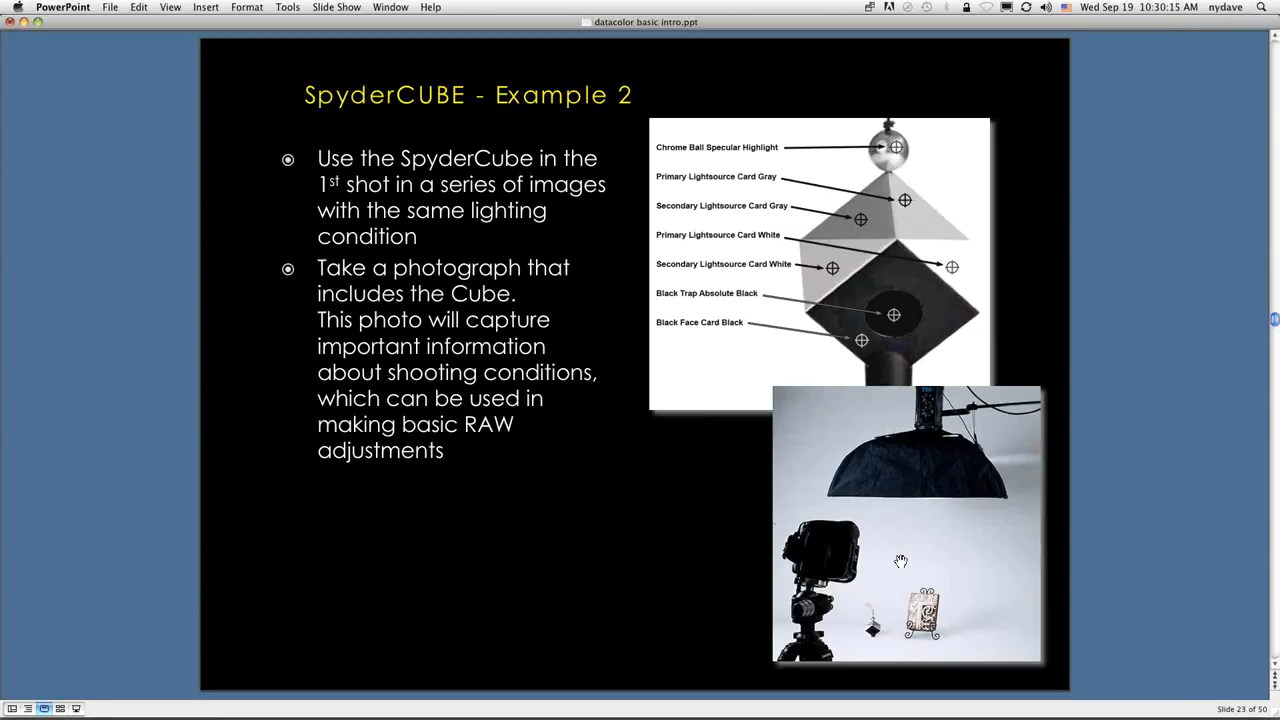 PowerPoint File Edit View Insert Format Tools Slide Show Window Help Wed Sep 19 10:30:15 AM nydave
datacolor basic intro.ppt
SpyderCUBE - Example 2
Use the SpyderCube in the
1st shot in a series of images
with the same lighting
condition
Take a photograph that
includes the Cube.
This photo will capture
important information
about shooting conditions,
which can be used in
making basic RAW
adjustments
Chrome Ball Specular Highlight
Primary Lightsource Card Gray
Secondary Lightsource Card Gray
Primary Lightsource Card White
Secondary Lightsource Card White
Black Trap Absolute Black
Black Face Card Black
Slide 23 of 50